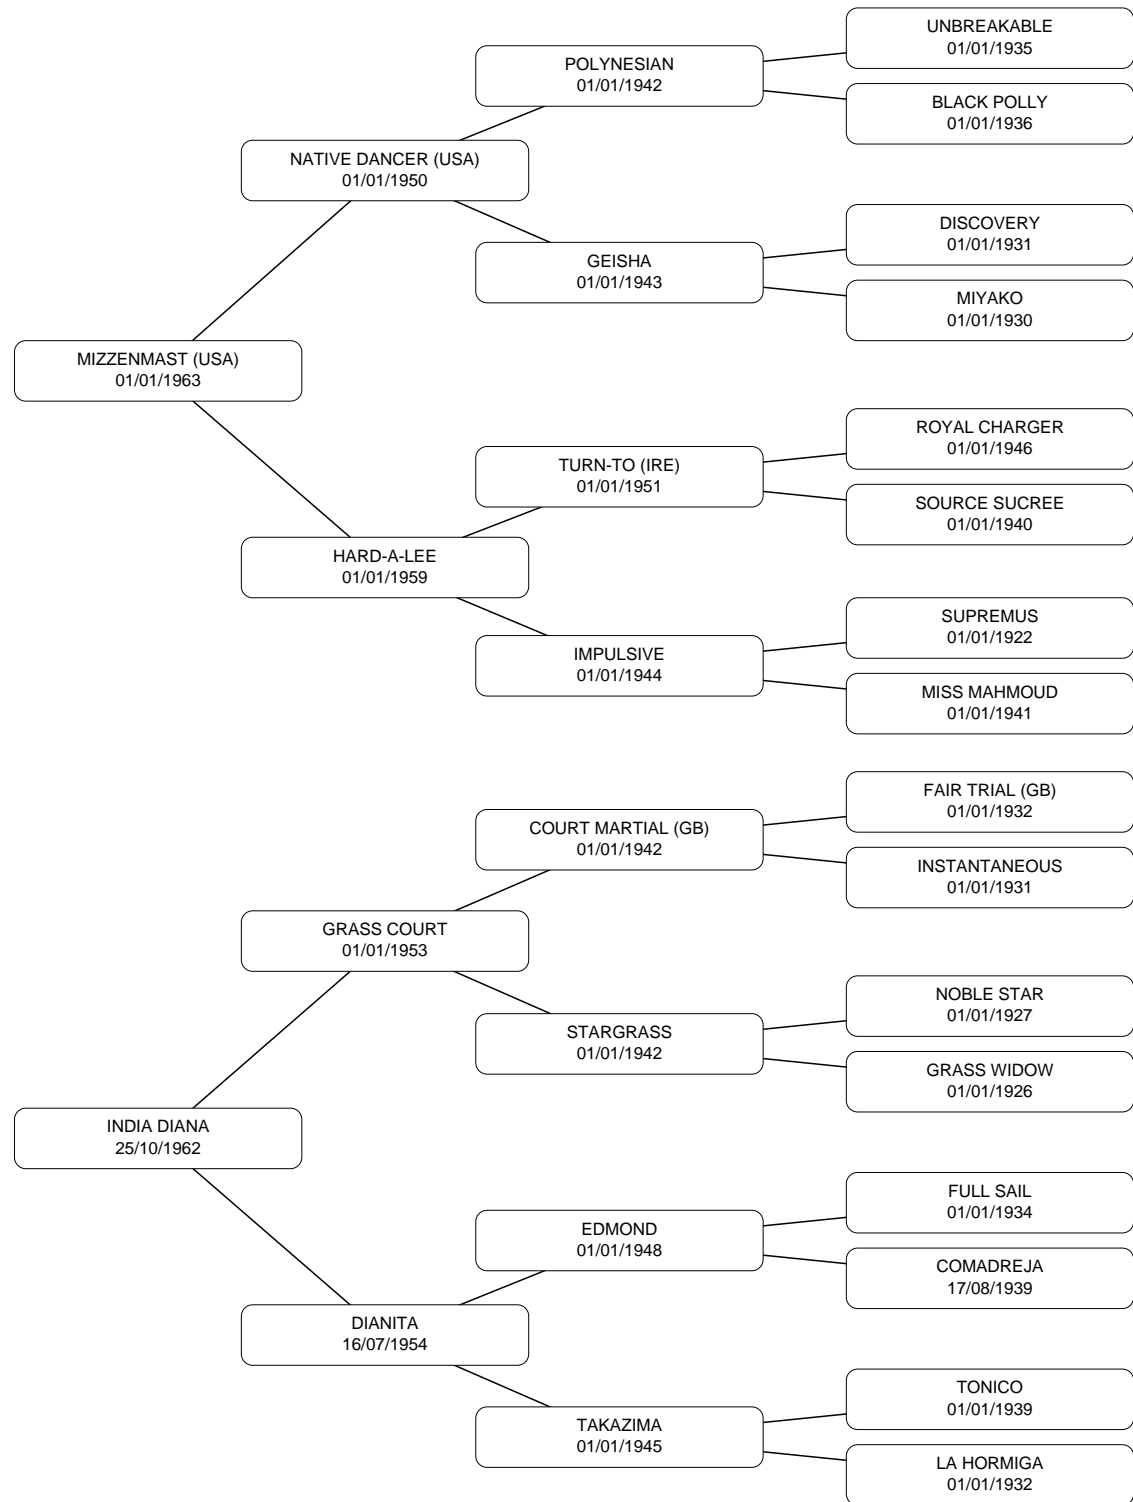 UNBREAKABLE
01/01/1935
POLYNESIAN
01/01/1942
BLACK POLLY
01/01/1936
NATIVE DANCER (USA)
01/01/1950
DISCOVERY
01/01/1931
GEISHA
01/01/1943
MIYAKO
01/01/1930
MIZZENMAST (USA)
01/01/1963
ROYAL CHARGER
01/01/1946
TURN-TO (IRE)
01/01/1951
SOURCE SUCREE
01/01/1940
HARD-A-LEE
01/01/1959
SUPREMUS
01/01/1922
IMPULSIVE
01/01/1944
MISS MAHMOUD
01/01/1941
FAIR TRIAL (GB)
01/01/1932
COURT MARTIAL (GB)
01/01/1942
INSTANTANEOUS
01/01/1931
GRASS COURT
01/01/1953
NOBLE STAR
01/01/1927
STARGRASS
01/01/1942
GRASS WIDOW
01/01/1926
INDIA DIANA
25/10/1962
FULL SAIL
01/01/1934
EDMOND
01/01/1948
COMADREJA
17/08/1939
DIANITA
16/07/1954
TONICO
01/01/1939
TAKAZIMA
01/01/1945
LA HORMIGA
01/01/1932